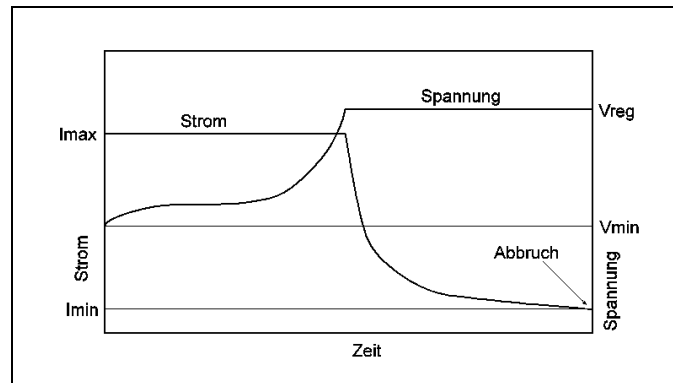 Spannung
Vreg
Strom
Imax
Vmin
Abbruch
Strom
Spannung
Imin
Zeit